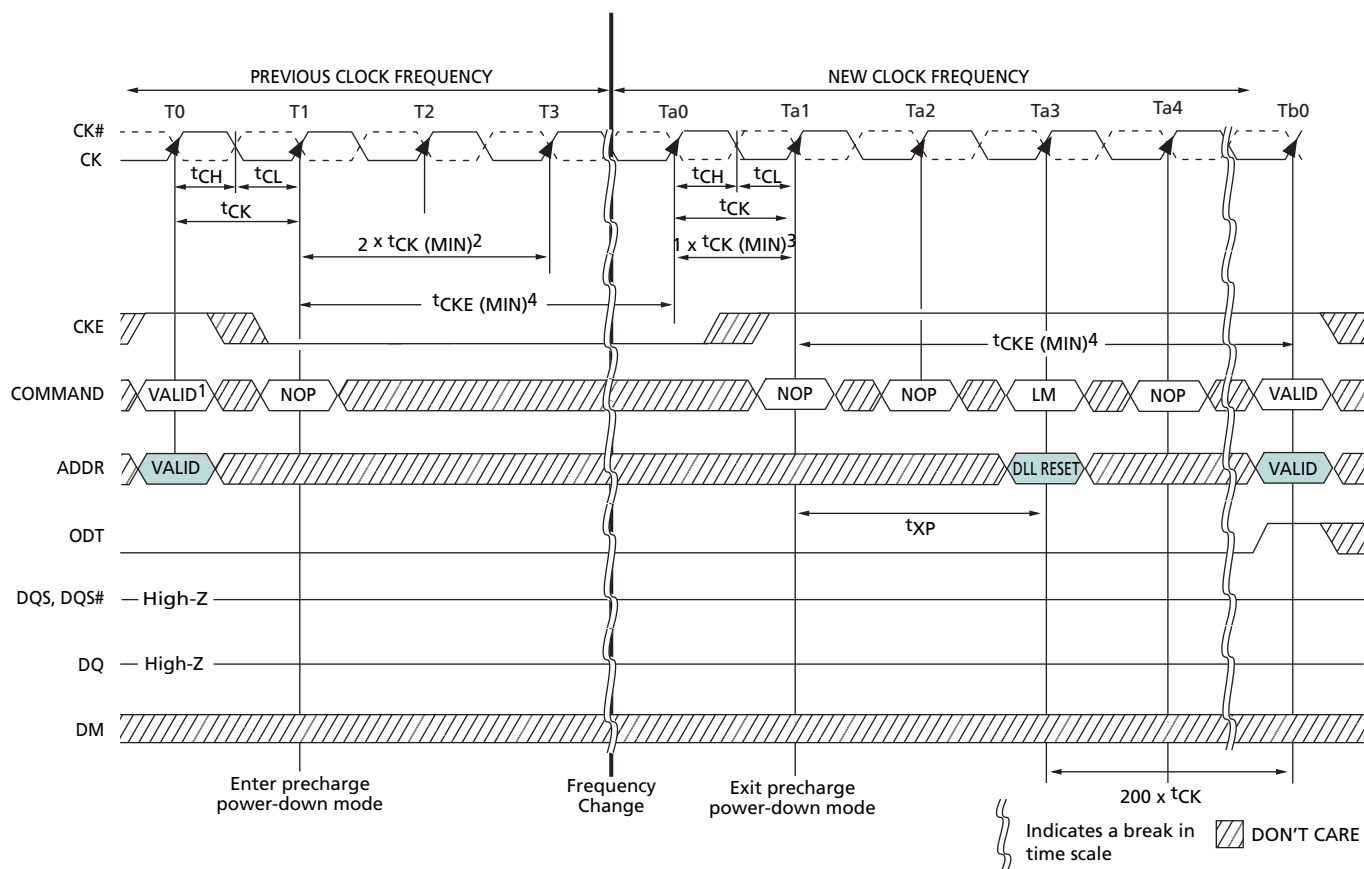 PREVIOUS CLOCK FREQUENCY NEW CLOCK FREQUENCY
T0 T1 T2 T3 Ta0 Ta1 Ta2 Ta3 Ta4 Tb0
CK#
CK
tCH tCL tCH tCL
tCK tCK
2 x tCK (MIN)2 1 x tCK (MIN)3
tCKE (MIN)4
CKE
tCKE (MIN)4
COMMAND VALID1 NOP NOP NOP LM NOP VALID
ADDR VALID DLL RESET VALID
tXP
ODT
DQS, DQS# High-Z
DQ High-Z
DM
Enter precharge
power-down mode
Frequency
Change
Exit precharge
power-down mode
200 x tCK
Indicates a break in
time scale
DON'T CARE